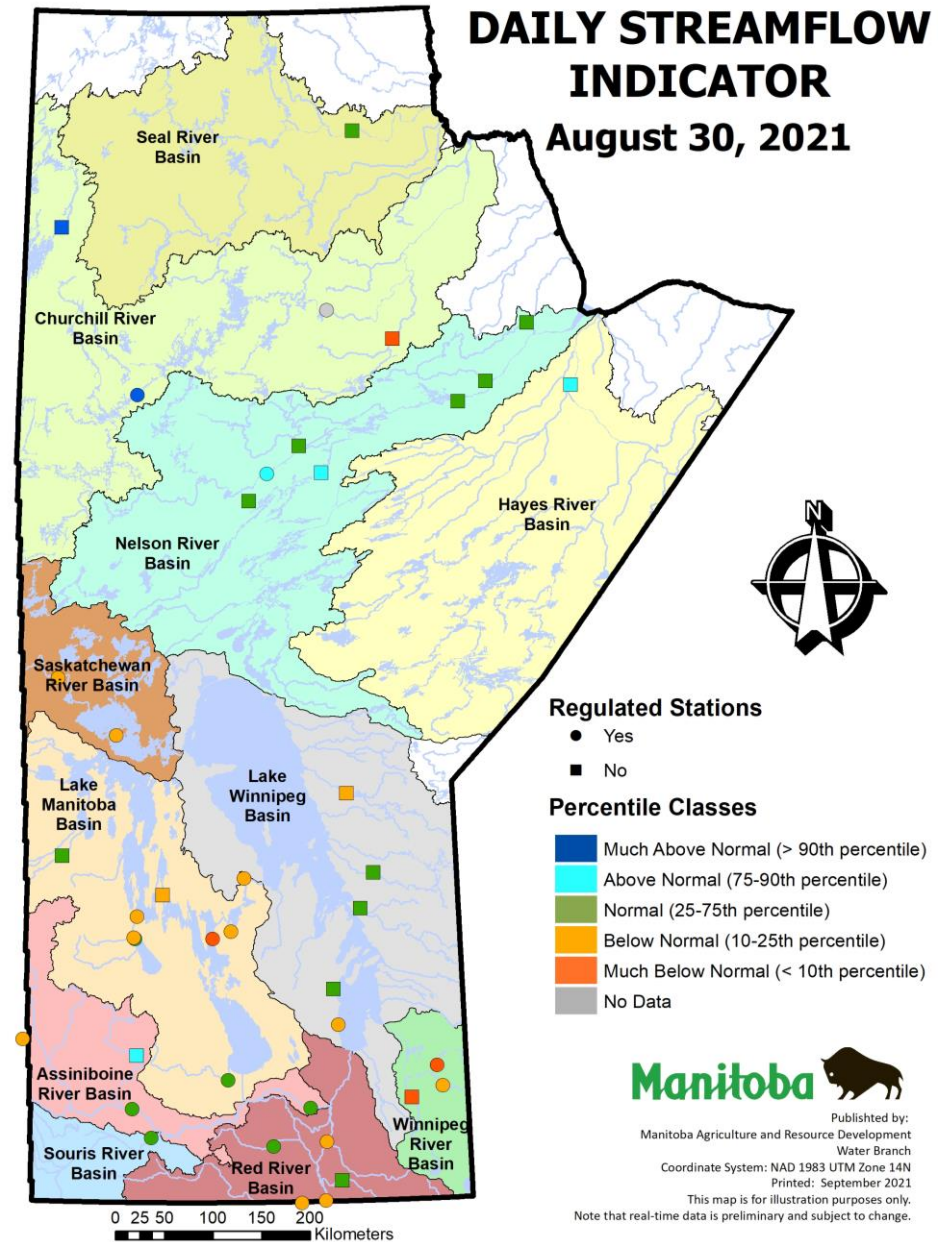 DAILY STREAMFLOW
INDICATOR
August 30, 2021
Seal River
Basin
Churchill River
Basin
Hayes River
Basin
Nelson River
Basin
N
Saskatchewan
River Basin
Lake
Manitoba
Basin
Lake
Winnipeg
Basin
Assiniboine
River Basin
Souris River
Basin
Red River
Basin
Winnipeg
River
Basin
0 25 50 100 150 200
Kilometers
Regulated Stations
Yes
No
Percentile Classes
Much Above Normal (> 90th percentile)
Above Normal (75-90th percentile)
Normal (25-75th percentile)
Below Normal (10-25th percentile)
Much Below Normal (< 10th percentile)
No Data
Manitoba
Publishted by:
Manitoba Agriculture and Resource Development
Water Branch
Coordinate System: NAD 1983 UTM Zone 14N
Printed: September 2021
This map is for illustration purposes only.
Note that real-time data is preliminary and subject to change.